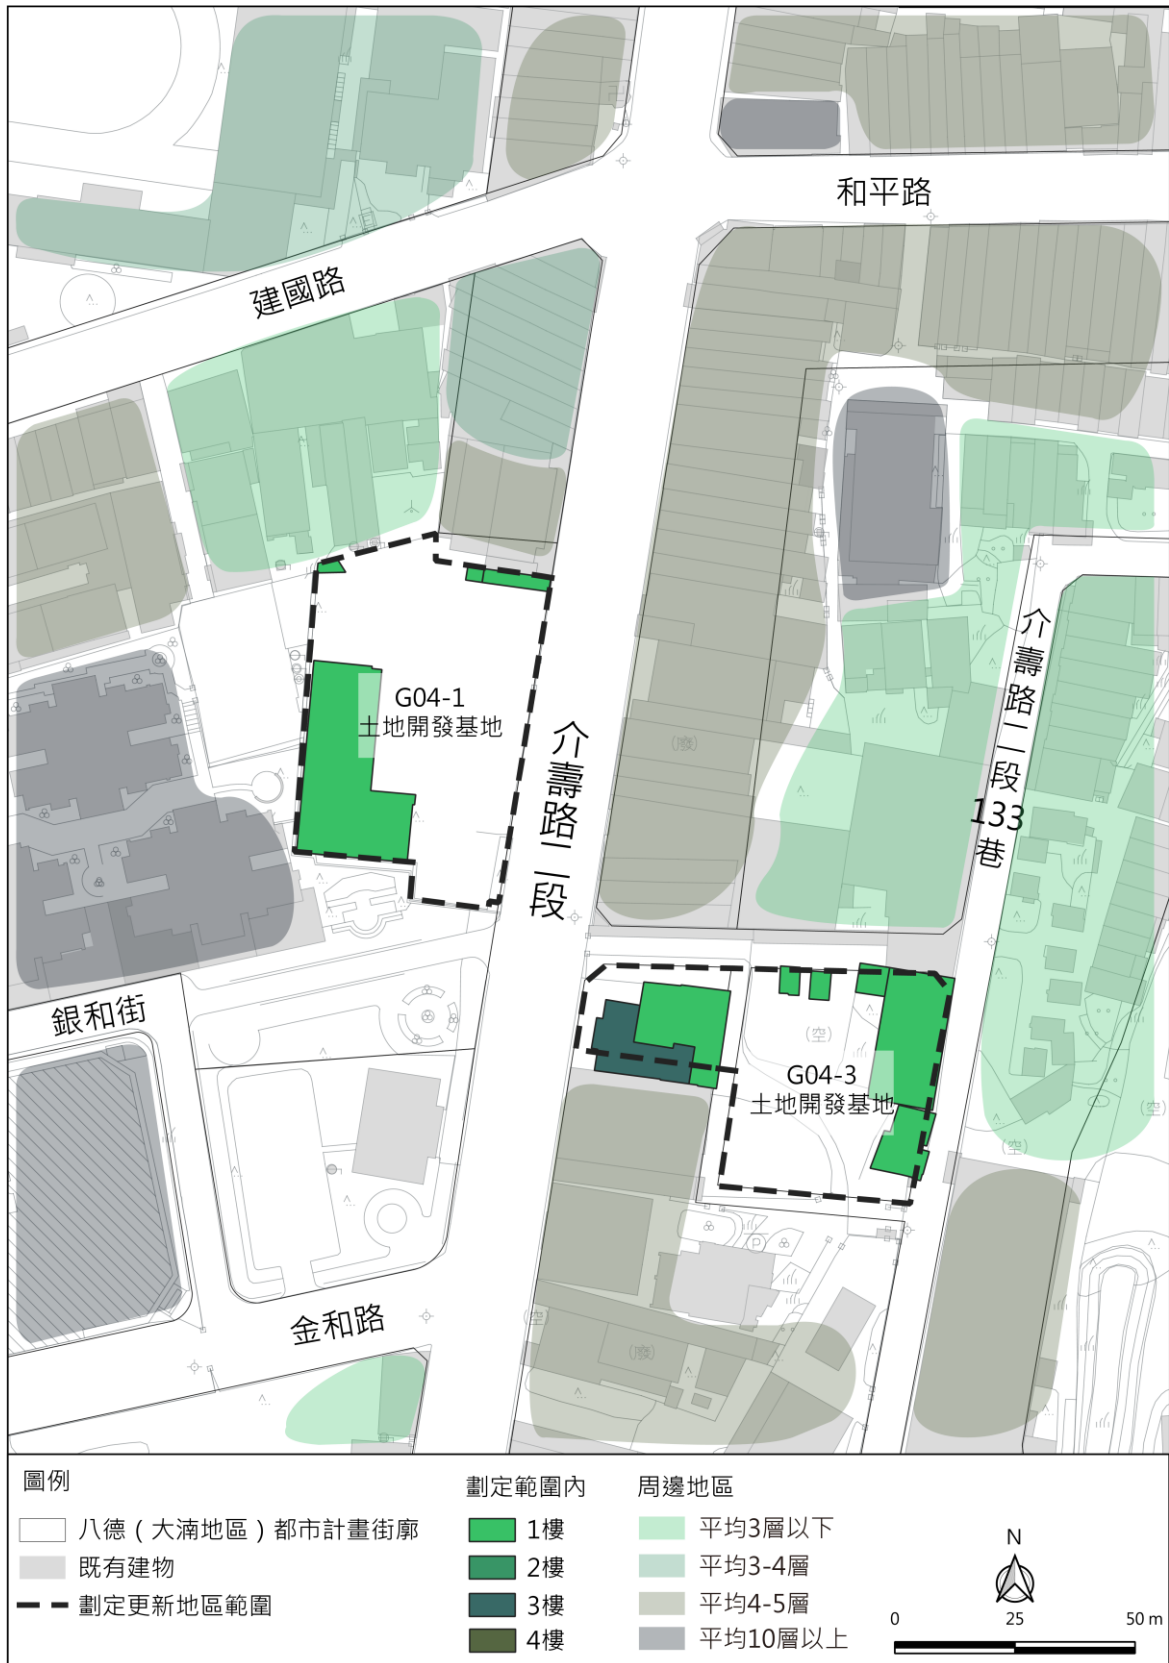 和平路
建國路
介壽路二段133巷
G04-1
土地開發基地
介壽路二段
銀和街
(空)
G04-3
土地開發基地
(空)
(空)
金和路
(空)
圖例
八德（大湳地區）都市計畫街廓
既有建物
劃定更新地區範圍
劃定範圍內
1樓
2樓
3樓
4樓
周邊地區
平均3層以下
平均3-4層
平均4-5層
平均10層以上
N
0 25 50 m